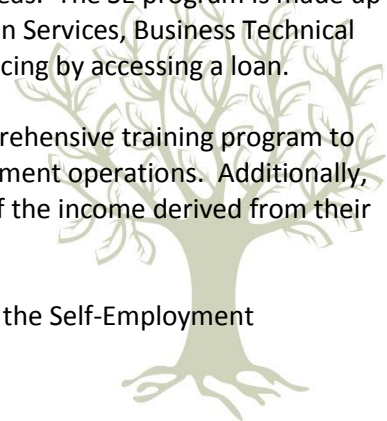 eas. The SE program is made up
n Services, Business Technical
cing by accessing a loan.
rehensive training program to
ment operations. Additionally,
f the income derived from their
the Self-Employment